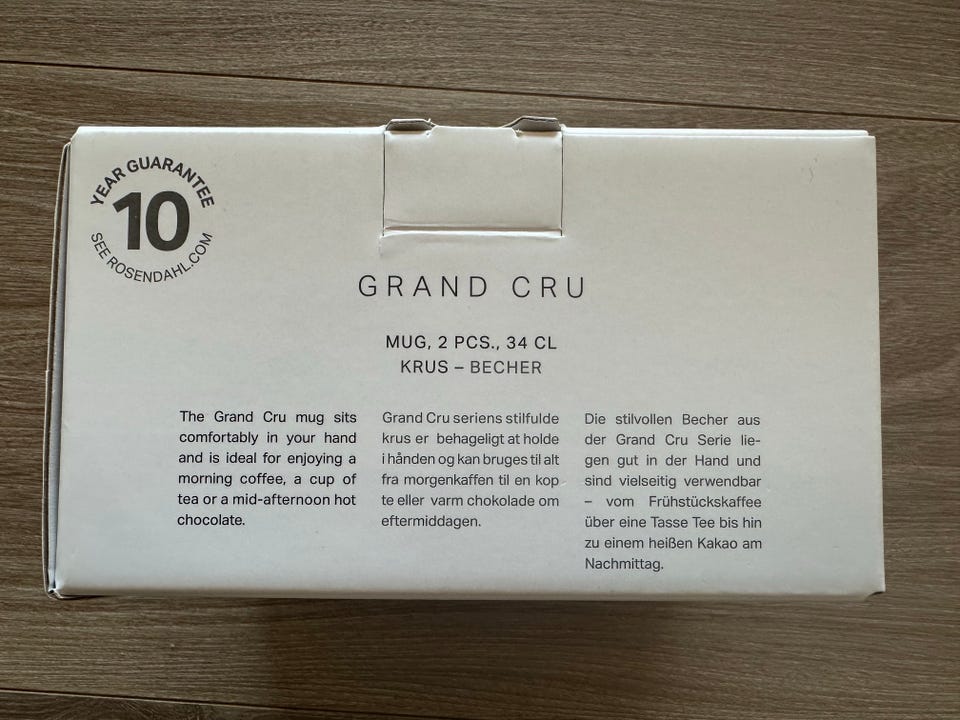 YEAR GUARANTEE
10
SEE ROSENDAHL.COM
GRAND CRU
MUG, 2 PCS., 34 CL
KRUS – BECHER
The Grand Cru mug sits
comfortably in your hand
and is ideal for enjoying a
morning coffee, a cup of
tea or a mid-afternoon hot
chocolate.
Grand Cru seriens stilfulde
krus er behageligt at holde
i hånden og kan bruges til alt
fra morgenkaffen til en kop
te eller varm chokolade om
eftermiddagen.
Die stilvollen Becher aus
der Grand Cru Serie lie-
gen gut in der Hand und
sind vielseitig verwendbar
– vom Frühstückskaffee
über eine Tasse Tee bis hin
zu einem heißen Kakao am
Nachmittag.